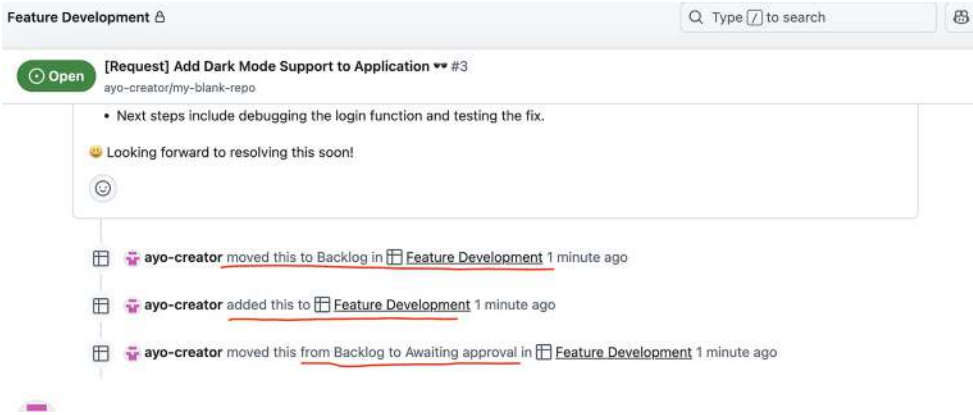 Feature Development
Type / to search
Open
[Request] Add Dark Mode Support to Application 🕶️ #3
ayo-creator/my-blank-repo
• Next steps include debugging the login function and testing the fix.
😃 Looking forward to resolving this soon!
ayo-creator moved this to Backlog in Feature Development 1 minute ago
ayo-creator added this to Feature Development 1 minute ago
ayo-creator moved this from Backlog to Awaiting approval in Feature Development 1 minute ago